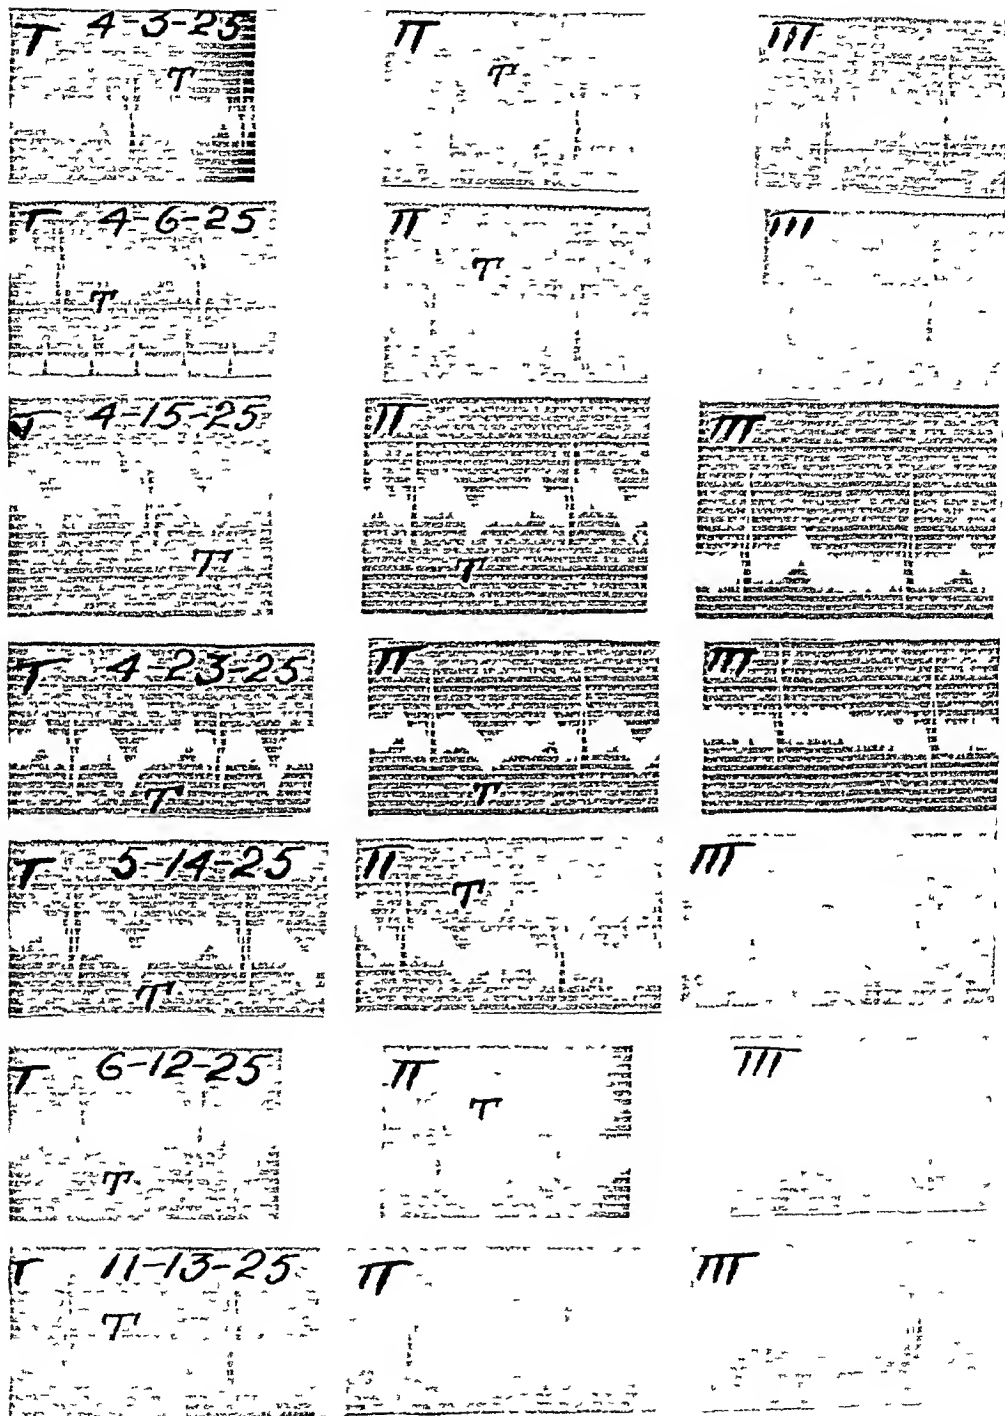 I 4-3-25 II III
T T
I 4-6-25 II III
T T
I 4-15-25 II III
T T
I 4-23-25 II III
T T
I 5-14-25 II III
T T
I 6-12-25 II III
T T
I 11-13-25 II III
T